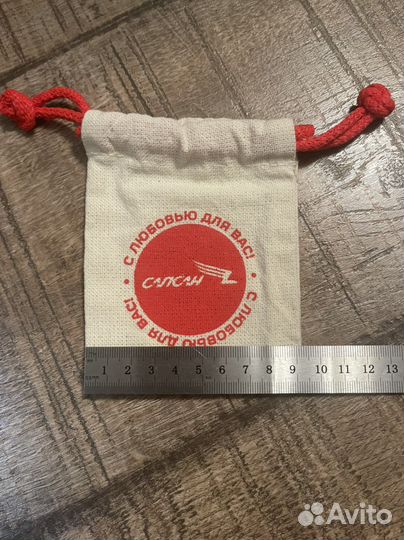 С ЛЮБОВЬЮ ДЛЯ ВАС!
САПСАН
С ЛЮБОВЬЮ ДЛЯ ВАС!
1 2 3 4 5 6 7 8 9 10 11 12 13
Avito